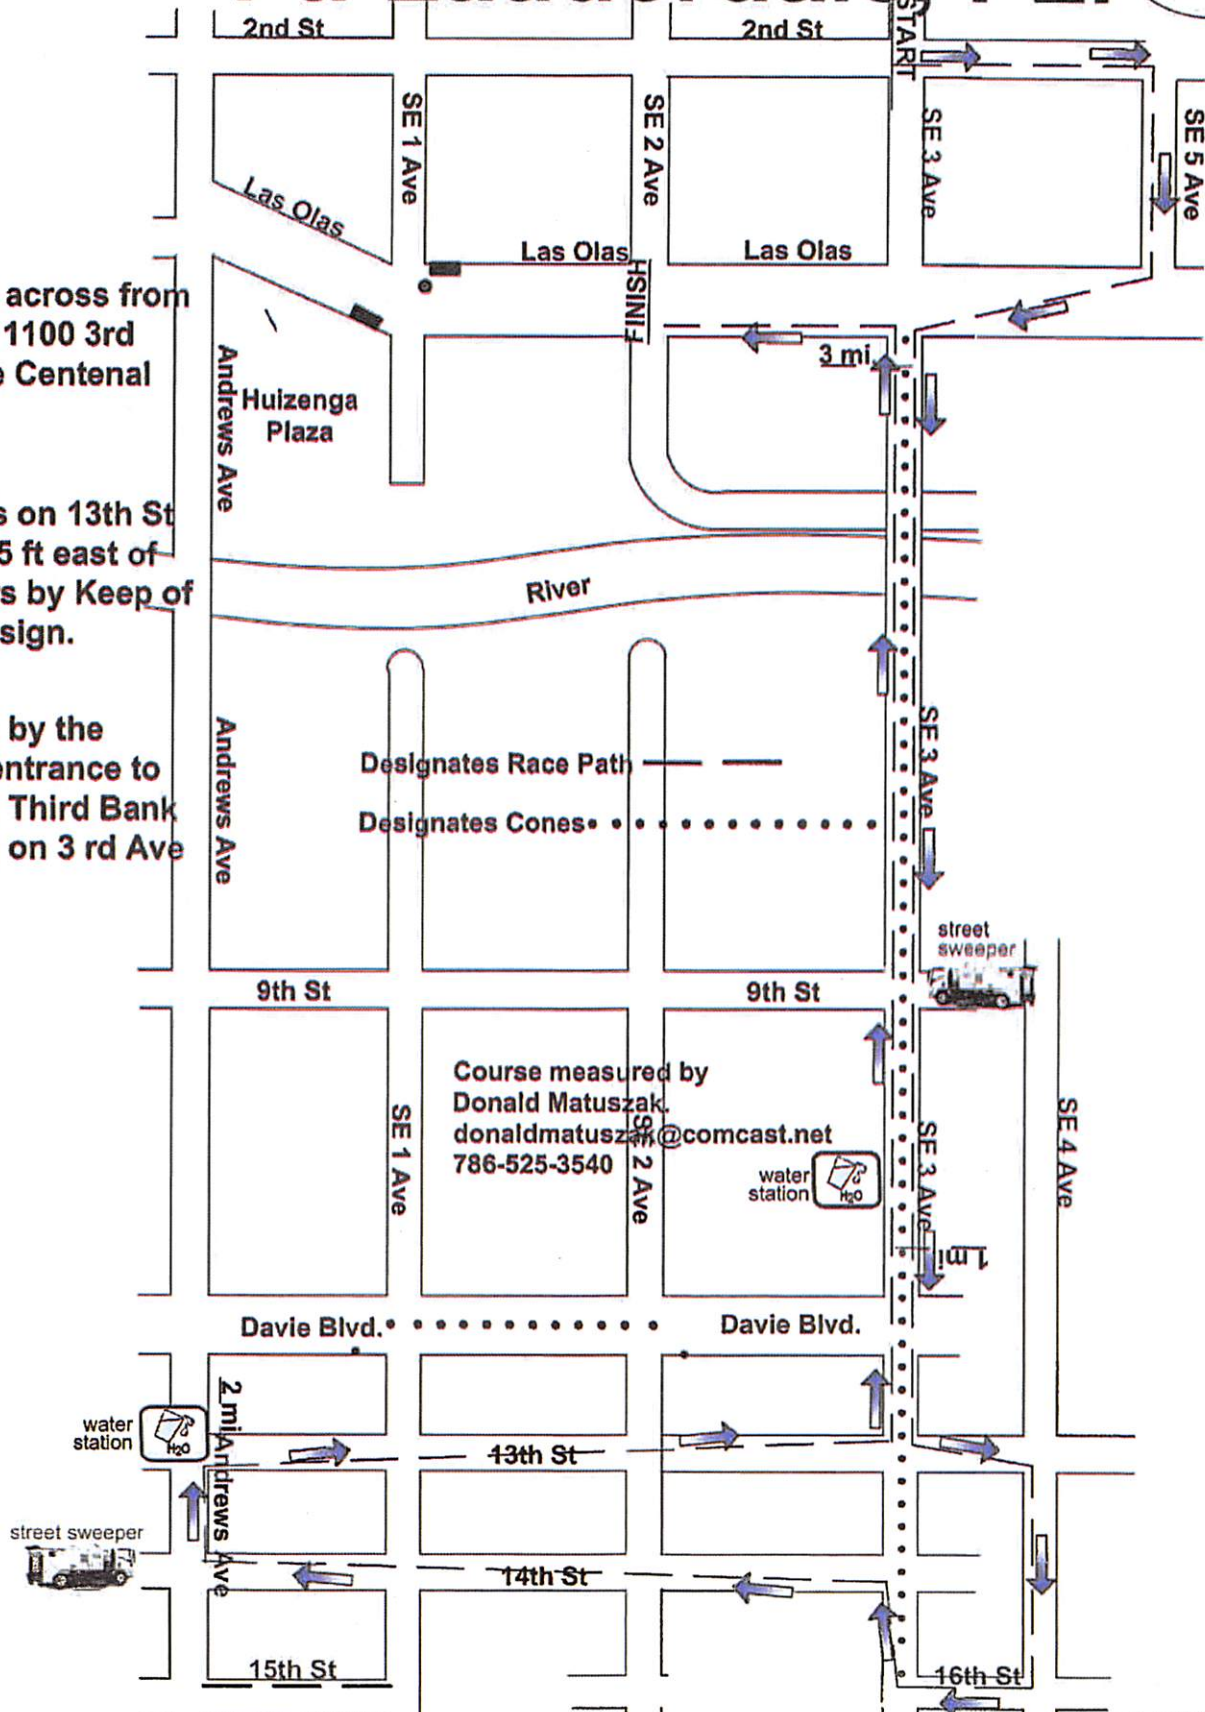 2nd St
2nd St
START
SE 1 Ave
SE 2 Ave
SE 3 Ave
SE 5 Ave
Las Olas
Las Olas
Las Olas
FINISH
across from
1100 3rd
Centenal
3 mi
Andrews Ave
Huizenga
Plaza
s on 13th St
5 ft east of
rs by Keep of
sign.
River
by the
entrance to
Third Bank
on 3 rd Ave
Andrews Ave
Designates Race Path
Designates Cones
SE 3 Ave
street
sweeper
9th St
9th St
Course measured by
Donald Matuszak.
donaldmatuszak@comcast.net
786-525-3540
SE 1 Ave
SE 2 Ave
water
station
H2O
SE 3 Ave
SE 4 Ave
1 mi
Davie Blvd.
Davie Blvd.
2 mi
water
station
H2O
Andrews Ave
13th St
street sweeper
14th St
15th St
16th St